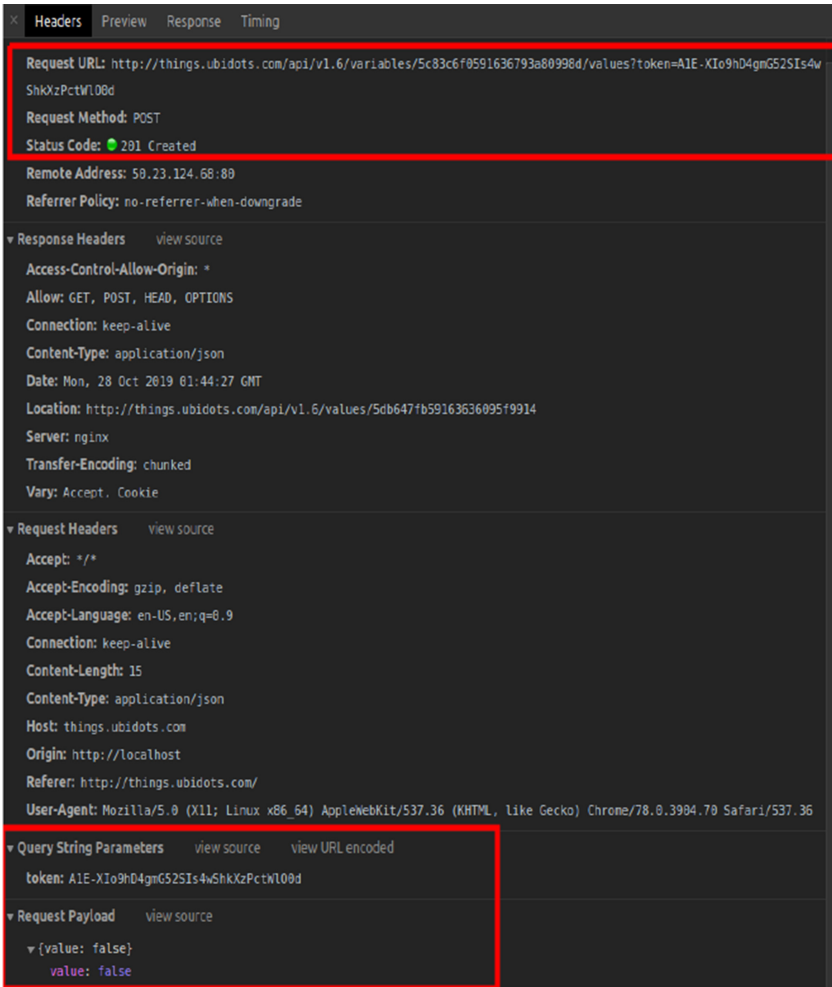 × Headers Preview Response Timing
Request URL: http://things.ubidots.com/api/v1.6/variables/5c83c6f0591636793a80998d/values?token=A1E-XIo9hD4gmG52SIs4w
ShkXzPctWlO0d
Request Method: POST
Status Code: 201 Created
Remote Address: 50.23.124.68:80
Referrer Policy: no-referrer-when-downgrade
▾ Response Headers view source
Access-Control-Allow-Origin: *
Allow: GET, POST, HEAD, OPTIONS
Connection: keep-alive
Content-Type: application/json
Date: Mon, 28 Oct 2019 01:44:27 GMT
Location: http://things.ubidots.com/api/v1.6/values/5db647fb59163636095f9914
Server: nginx
Transfer-Encoding: chunked
Vary: Accept. Cookie
▾ Request Headers view source
Accept: */*
Accept-Encoding: gzip, deflate
Accept-Language: en-US,en;q=0.9
Connection: keep-alive
Content-Length: 15
Content-Type: application/json
Host: things.ubidots.com
Origin: http://localhost
Referer: http://things.ubidots.com/
User-Agent: Mozilla/5.0 (X11; Linux x86_64) AppleWebKit/537.36 (KHTML, like Gecko) Chrome/78.0.3904.70 Safari/537.36
▾ Query String Parameters view source view URL encoded
token: A1E-XIo9hD4gmG52SIs4wShkXzPctWlO0d
▾ Request Payload view source
▾ {value: false}
value: false